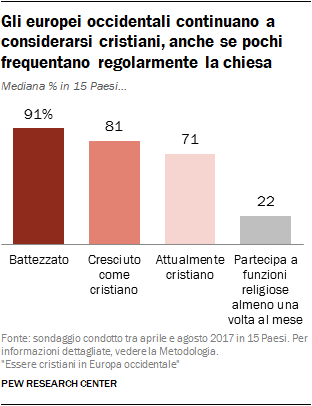 Gli europei occidentali continuano a
considerarsi cristiani, anche se pochi
frequentano regolarmente la chiesa
Mediana % in 15 Paesi...
91%
81
71
22
Battezzato
Cresciuto
come
cristiano
Attualmente
cristiano
Partecipa a
funzioni
religiose
almeno una
volta al mese
Fonte: sondaggio condotto tra aprile e agosto 2017 in 15 Paesi. Per
informazioni dettagliate, vedere la Metodologia.
"Essere cristiani in Europa occidentale"
PEW RESEARCH CENTER